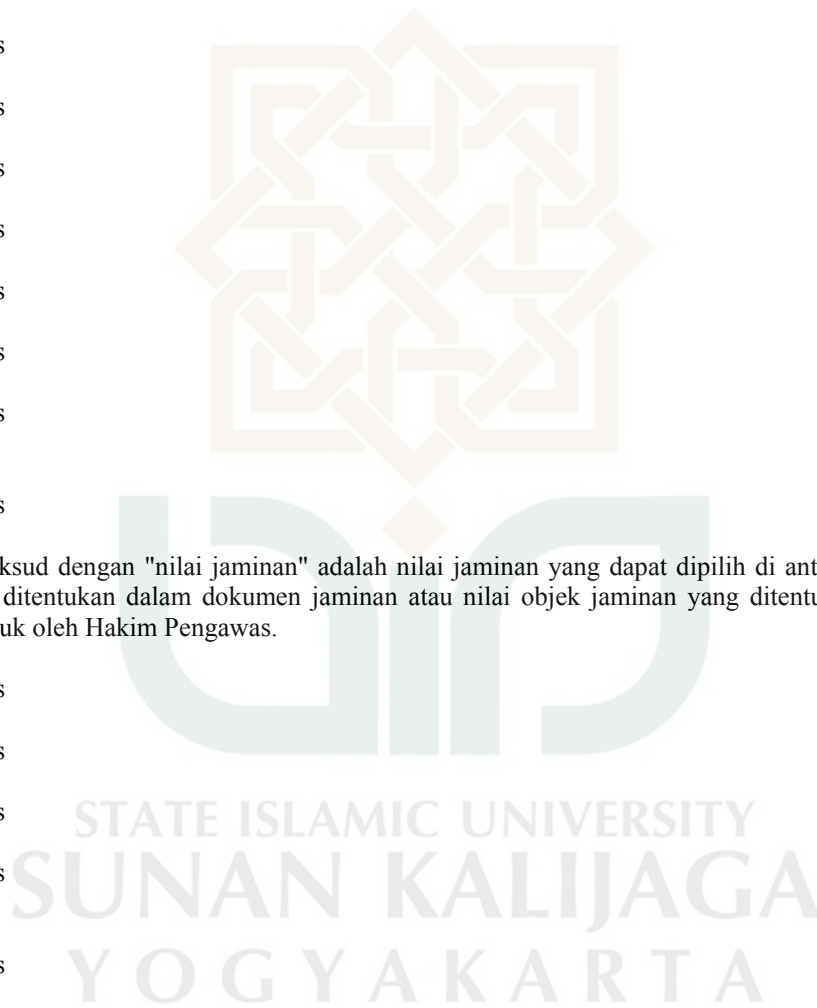 s
s
s
s
s
s
s
s
ksud dengan "nilai jaminan" adalah nilai jaminan yang dapat dipilih di ant
ditentukan dalam dokumen jaminan atau nilai objek jaminan yang ditentu
uk oleh Hakim Pengawas.
s
s
s
STATE ISLAMIC UNIVERSITY
s
SUNAN KALIJAGA
s
YOGYAKARTA